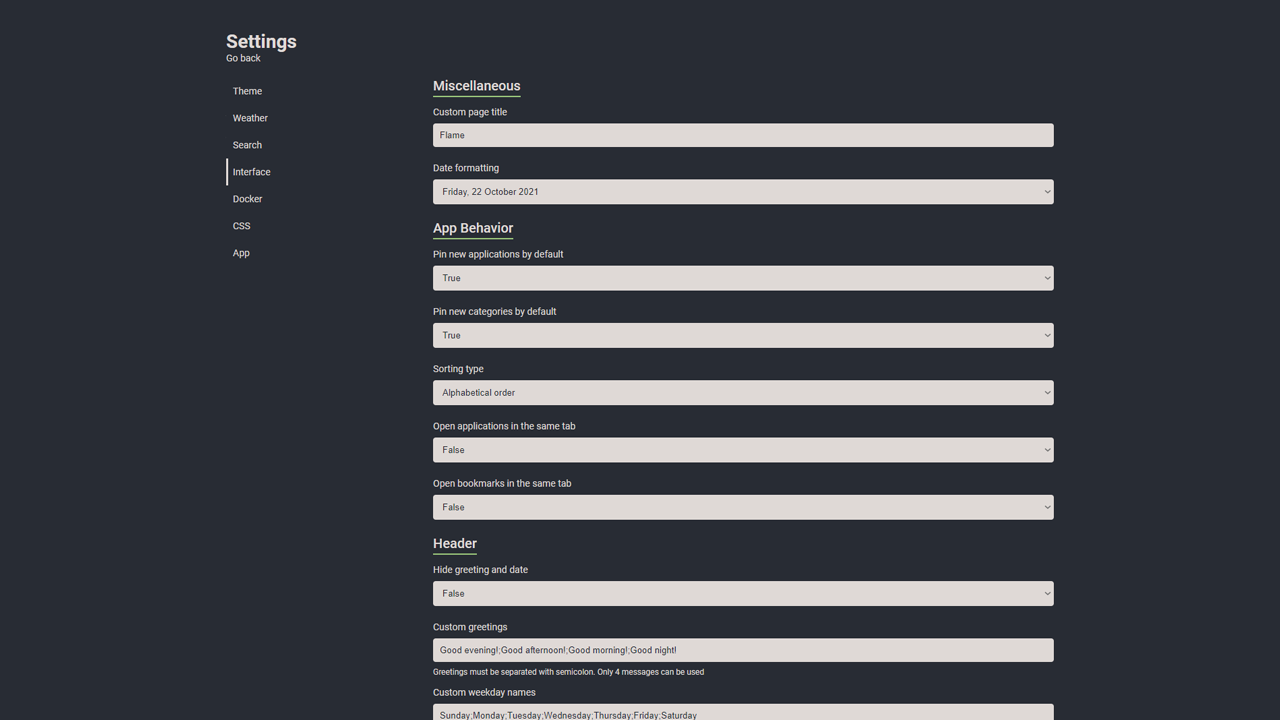 Settings
Go back
Theme
Weather
Search
Interface
Docker
CSS
App
Miscellaneous
Custom page title
Flame
Date formatting
Friday, 22 October 2021
App Behavior
Pin new applications by default
True
Pin new categories by default
True
Sorting type
Alphabetical order
Open applications in the same tab
False
Open bookmarks in the same tab
False
Header
Hide greeting and date
False
Custom greetings
Good evening!;Good afternoon!;Good morning!;Good night!
Greetings must be separated with semicolon. Only 4 messages can be used
Custom weekday names
Sunday;Monday;Tuesday;Wednesday;Thursday;Friday;Saturday